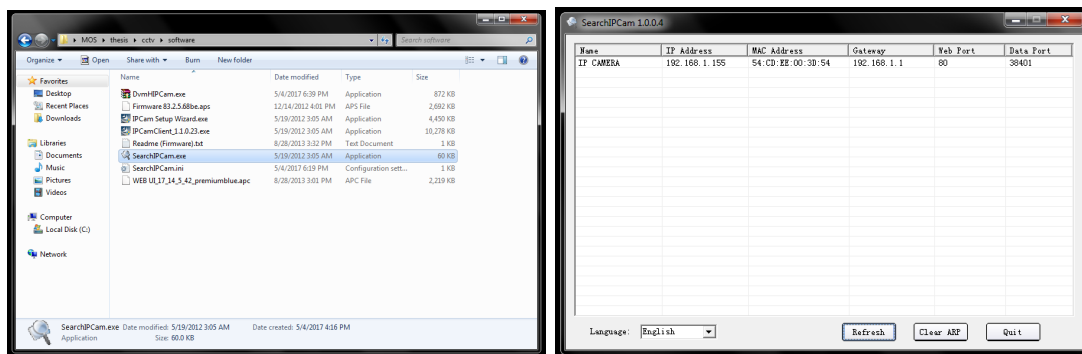 MOS ▸ thesis ▸ cctv ▸ software
Search software
Organize Open Share with Burn New folder
Favorites
Desktop
Recent Places
Downloads
Libraries
Documents
Music
Pictures
Videos
Computer
Local Disk (C:)
Network
Name Date modified Type Size
DvmHIPCam.exe 5/4/2017 6:39 PM Application 872 KB
Firmware 83.2.5.68be.aps 12/14/2012 4:01 PM APS File 2,692 KB
IPCam Setup Wizard.exe 5/19/2012 3:05 AM Application 4,450 KB
IPCamClient_1.1.0.23.exe 5/19/2012 3:05 AM Application 10,278 KB
Readme (Firmware).txt 8/28/2013 3:32 PM Text Document 1 KB
SearchIPCam.exe 5/19/2012 3:05 AM Application 60 KB
SearchIPCam.ini 5/4/2017 6:19 PM Configuration sett... 1 KB
WEB UI_17_14_5_42_premiumblue.apc 8/28/2013 3:01 PM APC File 2,219 KB
SearchIPCam.exe Date modified: 5/19/2012 3:05 AM Date created: 5/4/2017 4:16 PM
Application Size: 60.0 KB
SearchIPCam 1.0.0.4
Name IP Address MAC Address Gateway Web Port Data Port
IP CAMERA 192.168.1.155 54:CD:EE:00:3D:54 192.168.1.1 80 38401
Language: English Refresh Clear ARP Quit